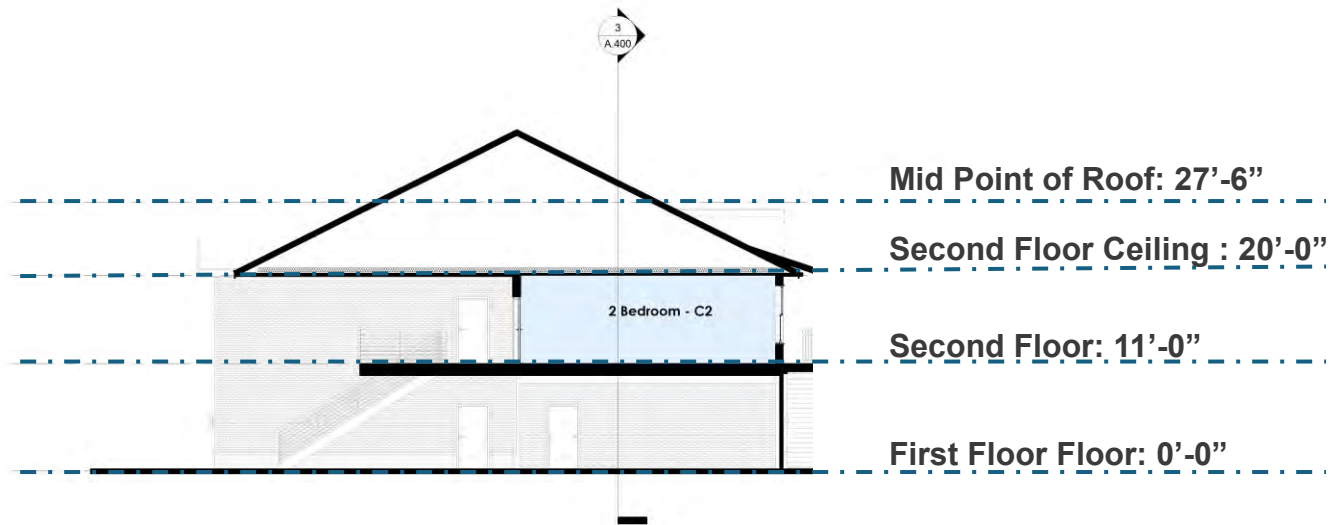 3
A.400
Mid Point of Roof: 27’-6”
Second Floor Ceiling : 20’-0”
2 Bedroom - C2
Second Floor: 11’-0”
First Floor Floor: 0’-0”